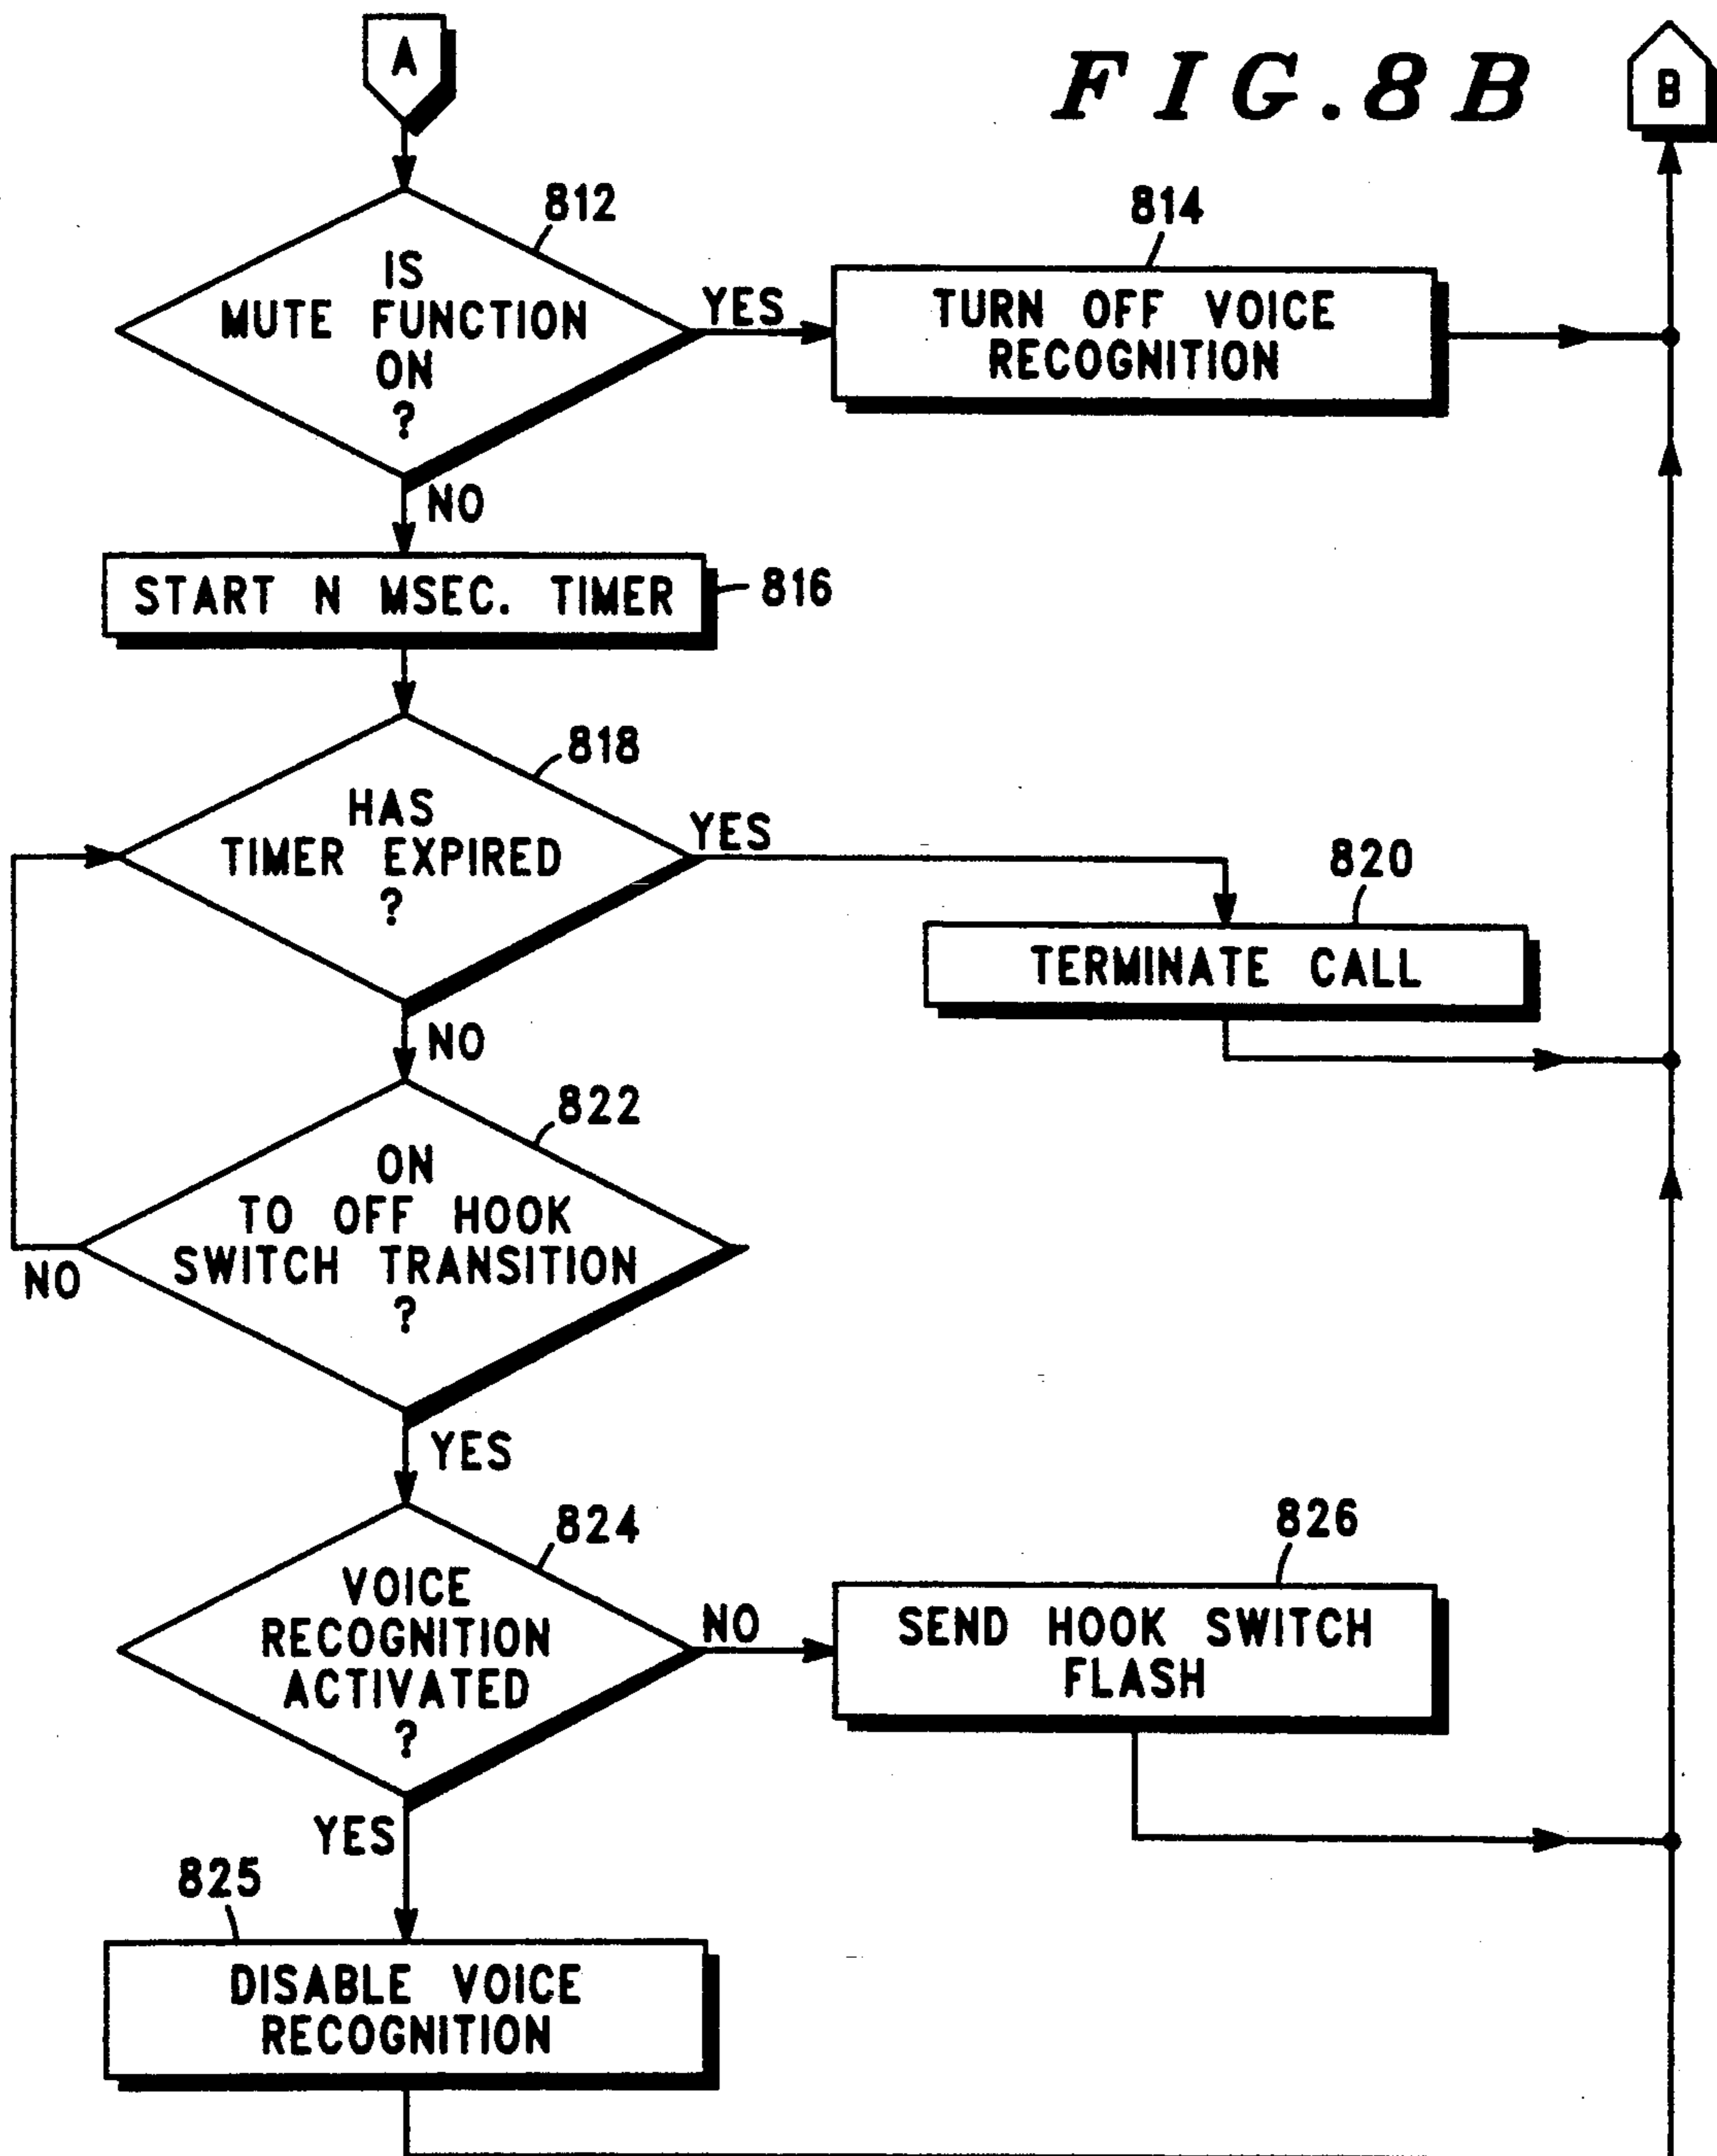 A
FIG.8B
B
812
IS
MUTE FUNCTION
ON
?
YES
814
TURN OFF VOICE
RECOGNITION
NO
START N MSEC. TIMER
816
818
HAS
TIMER EXPIRED
?
YES
820
TERMINATE CALL
NO
822
ON
TO OFF HOOK
SWITCH TRANSITION
?
NO
YES
824
VOICE
RECOGNITION
ACTIVATED
?
NO
826
SEND HOOK SWITCH
FLASH
YES
825
DISABLE VOICE
RECOGNITION